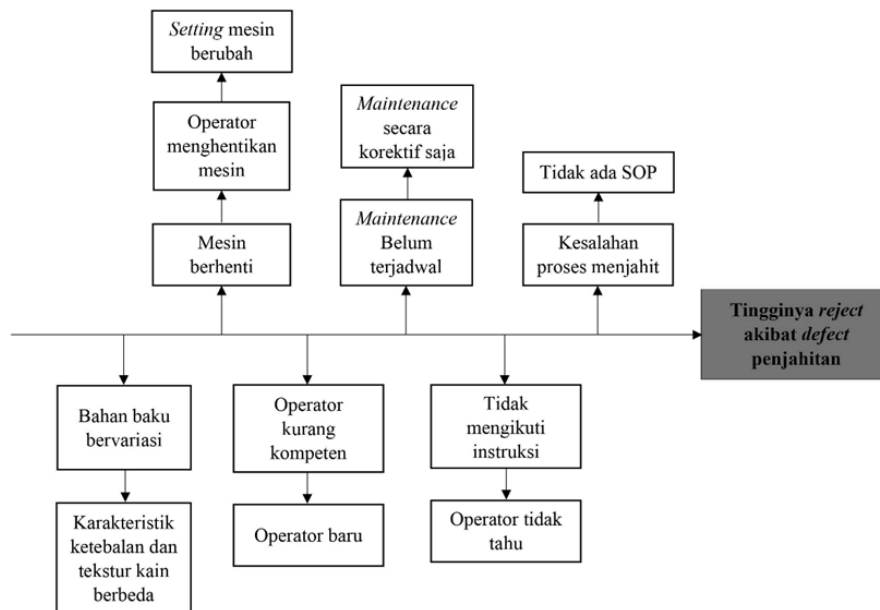 Setting mesin
berubah
Operator
menghentikan
mesin
Mesin
berhenti
Maintenance
secara
korektif saja
Maintenance
Belum
terjadwal
Tidak ada SOP
Kesalahan
proses menjahit
Tingginya reject
akibat defect
penjahitan
Bahan baku
bervariasi
Karakteristik
ketebalan dan
tekstur kain
berbeda
Operator
kurang
kompeten
Operator baru
Tidak
mengikuti
instruksi
Operator tidak
tahu